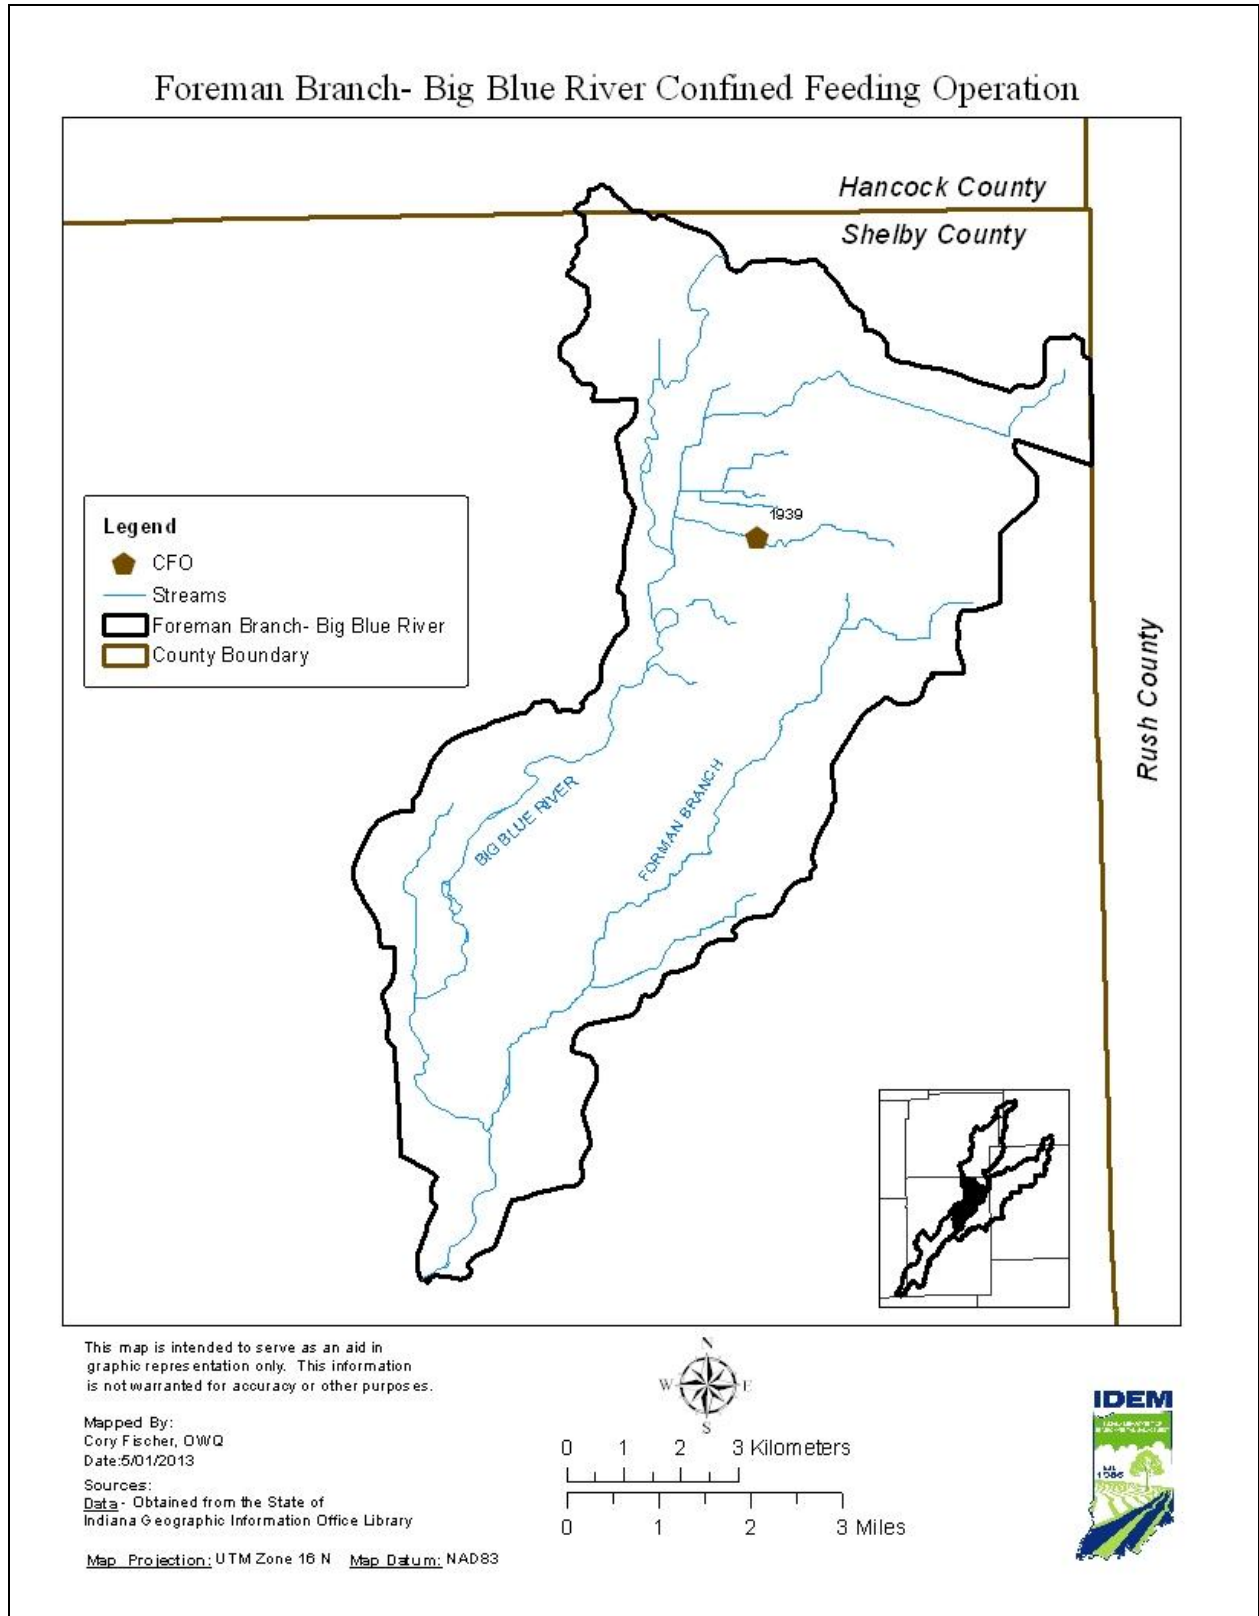 Foreman Branch- Big Blue River Confined Feeding Operation
Hancock County
Shelby County
1939
Legend
CFO
Streams
Foreman Branch- Big Blue River
County Boundary
Rush County
BIG BLUE RIVER
FORMAN BRANCH
This map is intended to serve as an aid in
graphic representation only. This information
is not warranted for accuracy or other purposes.
Mapped By:
Cory Fischer, OWQ
Date:5/01/2013
Sources:
Data - Obtained from the State of
Indiana Geographic Information Office Library
Map Projection: UTM Zone 16 N Map Datum: NAD83
N
W E
S
0 1 2 3 Kilometers
0 1 2 3 Miles
IDEM
1986